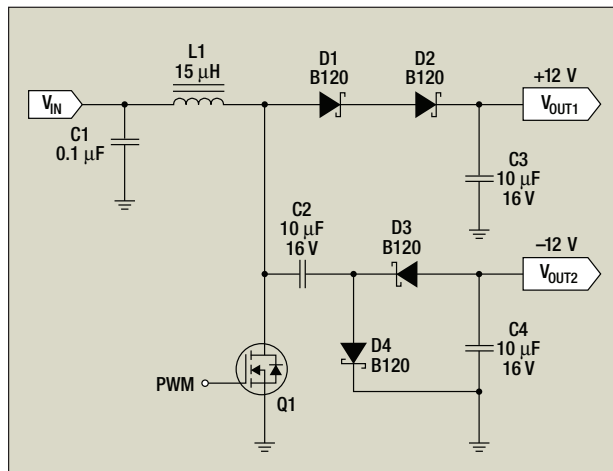 L1
15 µH
D1
B120
D2
B120
+12 V
VIN
VOUT1
C1
0.1 µF
C3
10 µF
16 V
C2
10 µF
16 V
D3
B120
–12 V
VOUT2
D4
B120
C4
10 µF
16 V
PWM
Q1